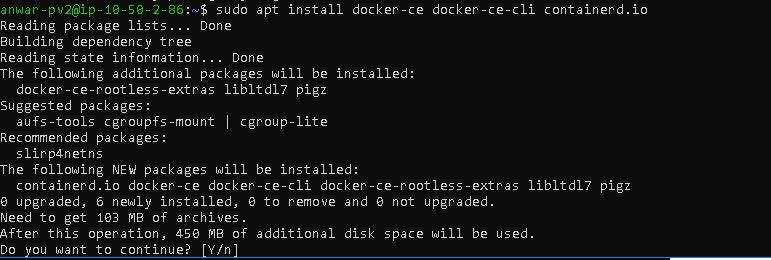 anwar-pv2@ip-10-50-2-86:~$ sudo apt install docker-ce docker-ce-cli containerd.io
Reading package lists... Done
Building dependency tree
Reading state information... Done
The following additional packages will be installed:
  docker-ce-rootless-extras libltdl7 pigz
Suggested packages:
  aufs-tools cgroupfs-mount | cgroup-lite
Recommended packages:
  slirp4netns
The following NEW packages will be installed:
  containerd.io docker-ce docker-ce-cli docker-ce-rootless-extras libltdl7 pigz
0 upgraded, 6 newly installed, 0 to remove and 0 not upgraded.
Need to get 103 MB of archives.
After this operation, 450 MB of additional disk space will be used.
Do you want to continue? [Y/n]